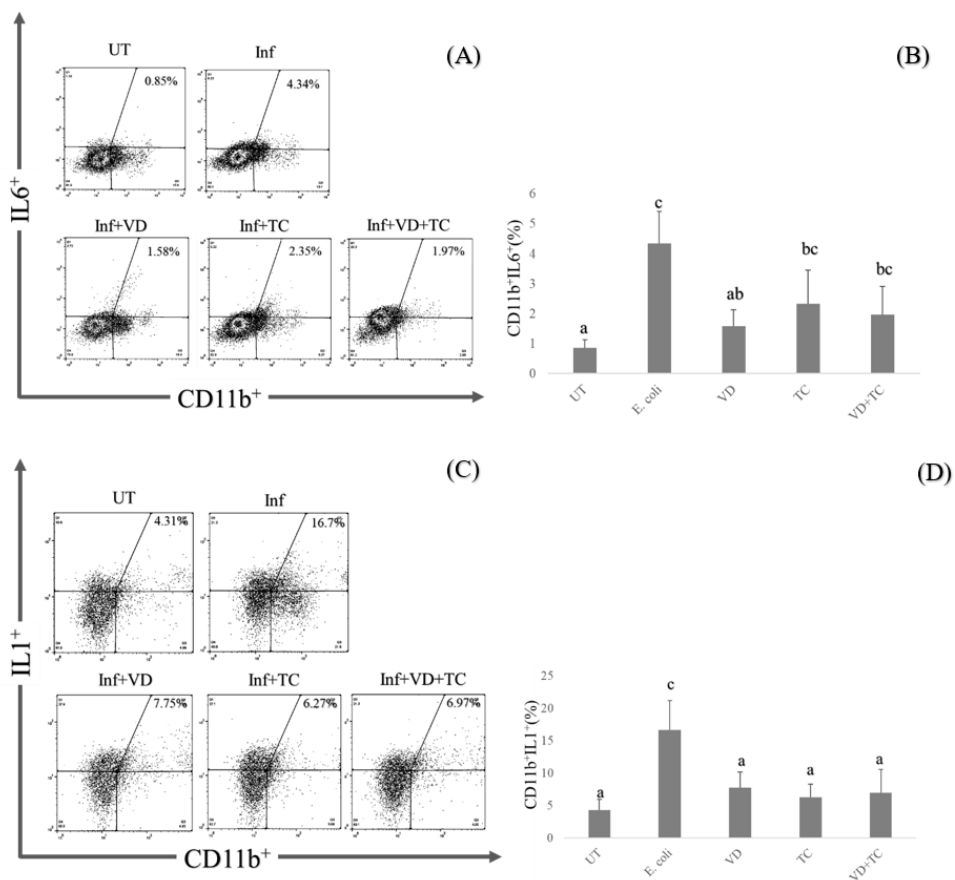 (A)
UT
Inf
0.85%
4.34%
IL6⁺
Inf+VD
Inf+TC
Inf+VD+TC
1.58%
2.35%
1.97%
CD11b⁺
(B)
CD11b⁺IL6⁺(%)
6
5
4
3
2
1
0
a
c
ab
bc
bc
UT
E. coli
VD
TC
VD+TC
(C)
UT
Inf
4.31%
16.7%
IL1⁺
Inf+VD
Inf+TC
Inf+VD+TC
7.75%
6.27%
6.97%
CD11b⁺
(D)
CD11b⁺IL1⁺(%)
25
20
15
10
5
0
a
c
a
a
a
UT
E. coli
VD
TC
VD+TC